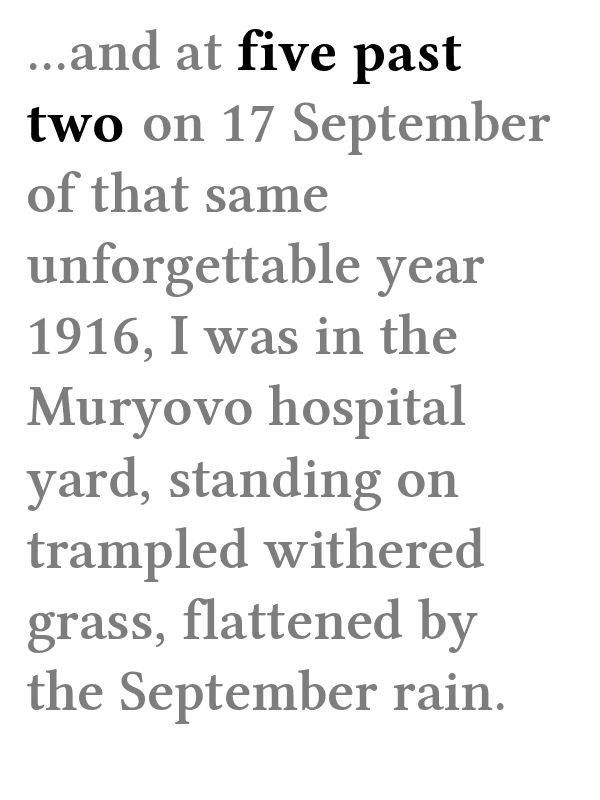 ...and at five past
two on 17 September
of that same
unforgettable year
1916, I was in the
Muryovo hospital
yard, standing on
trampled withered
grass, flattened by
the September rain.